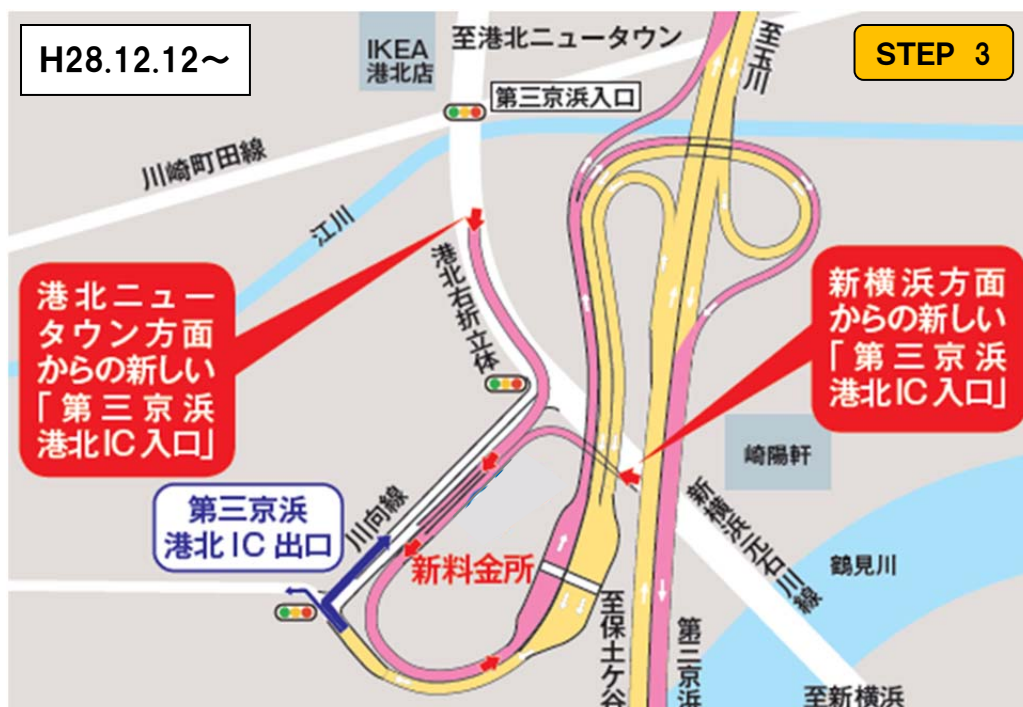 H28.12.12～
STEP 3
IKEA
港北店
至港北ニュータウン
至玉川
第三京浜入口
川崎町田線
江川
港北右折立体
港北ニュー
タウン方面
からの新しい
「第三京浜
港北IC入口」
新横浜方面
からの新しい
「第三京浜
港北IC入口」
崎陽軒
第三京浜
港北IC出口
川向線
新料金所
新横浜元石川線
鶴見川
至保土ケ谷
第三京浜
至新横浜